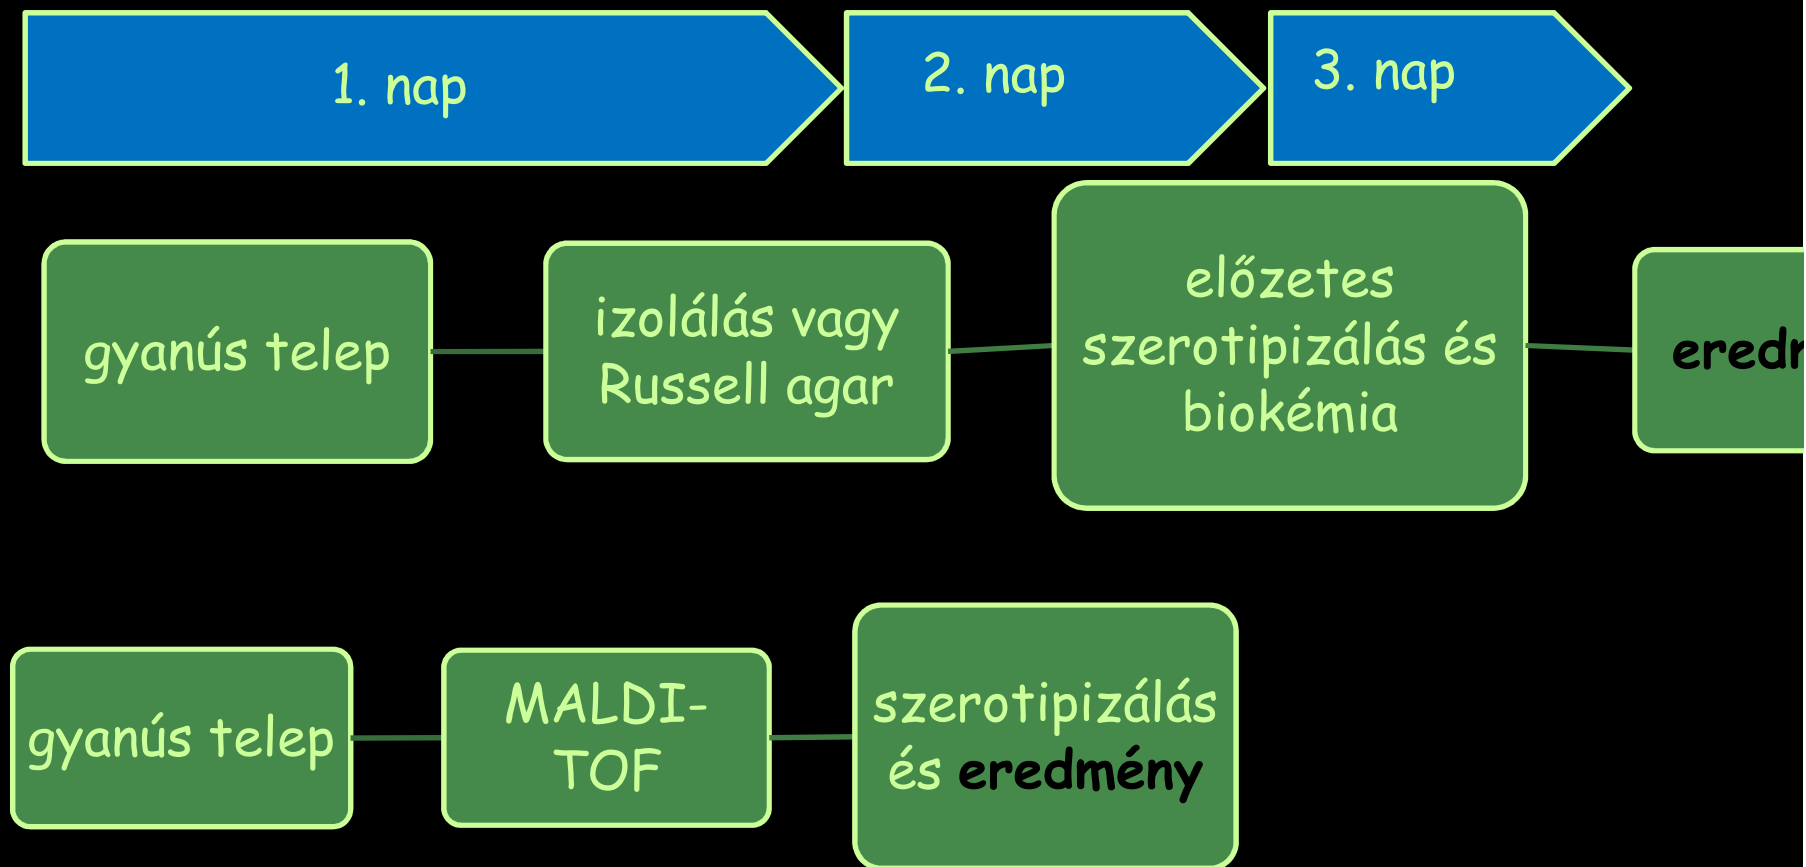 1. nap
2. nap
3. nap
gyanús telep
izolálás vagy
Russell agar
előzetes
szerotipizálás és
biokémia
gyanús telep
MALDI-
TOF
szerotipizálás
és eredmény